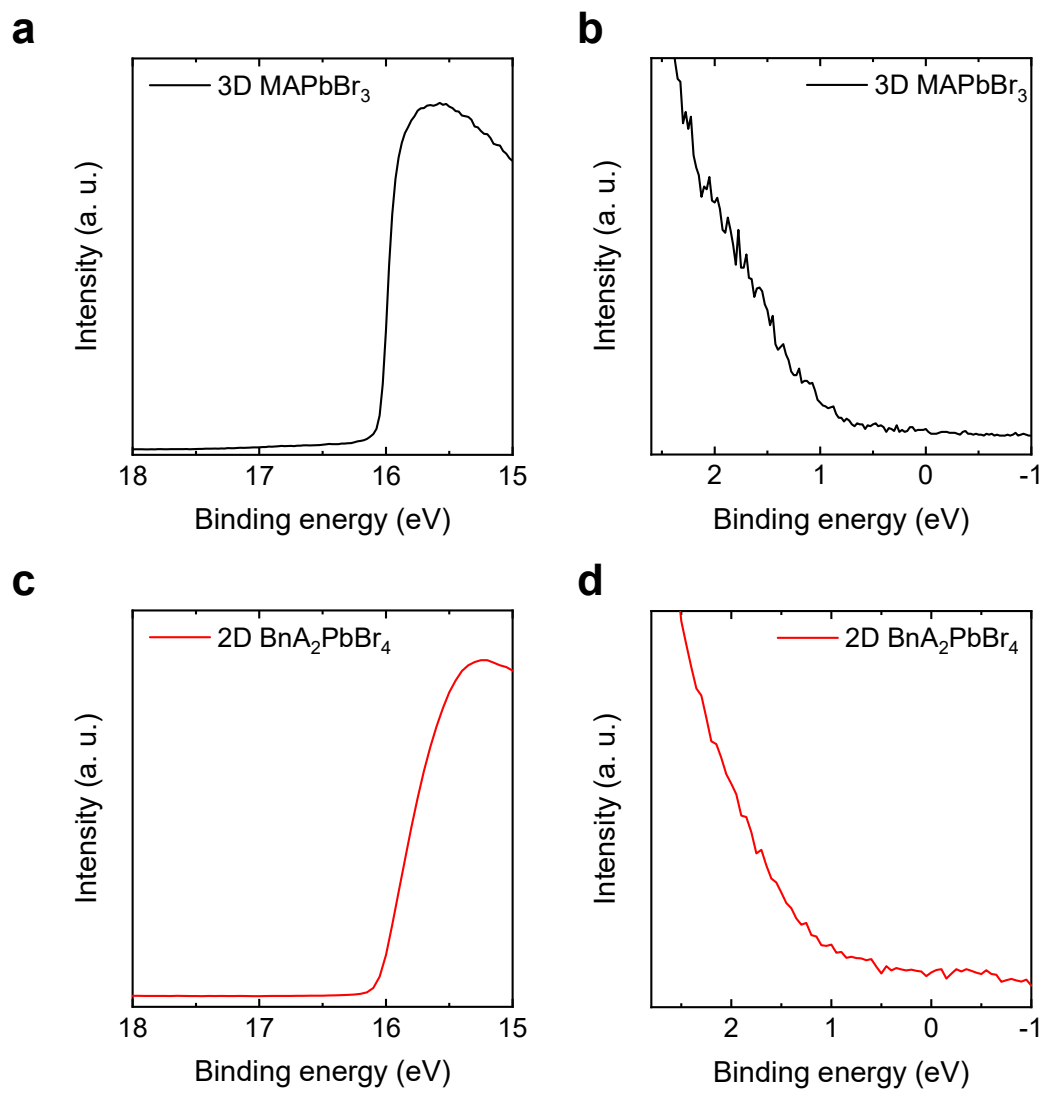 a
3D MAPbBr₃
Intensity (a. u.)
18 17 16 15
Binding energy (eV)
b
3D MAPbBr₃
Intensity (a. u.)
2 1 0 -1
Binding energy (eV)
c
2D BnA₂PbBr₄
Intensity (a. u.)
18 17 16 15
Binding energy (eV)
d
2D BnA₂PbBr₄
Intensity (a. u.)
2 1 0 -1
Binding energy (eV)